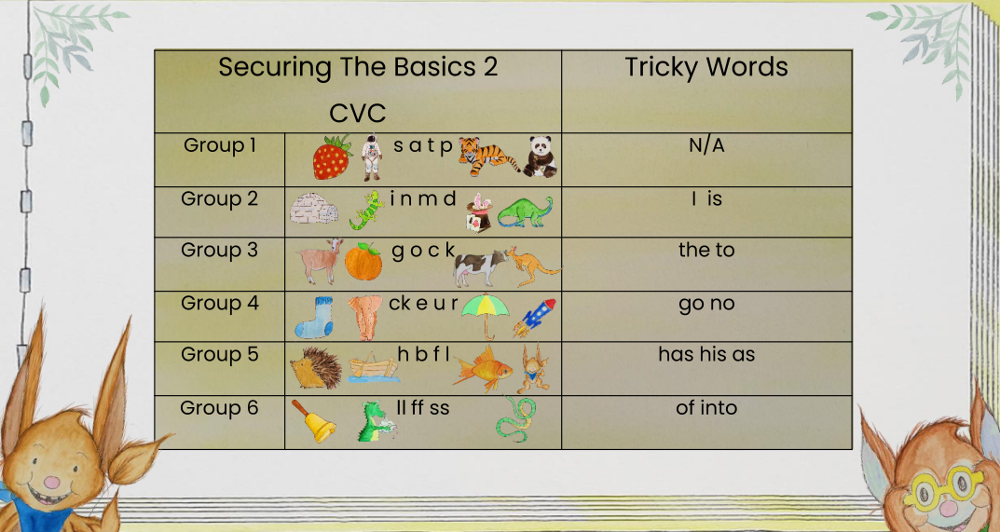 Securing The Basics 2
CVC
Tricky Words
Group 1
s a t p
N/A
Group 2
i n m d
I is
Group 3
g o c k
the to
Group 4
ck e u r
go no
Group 5
h b f l
has his as
Group 6
ll ff ss
of into